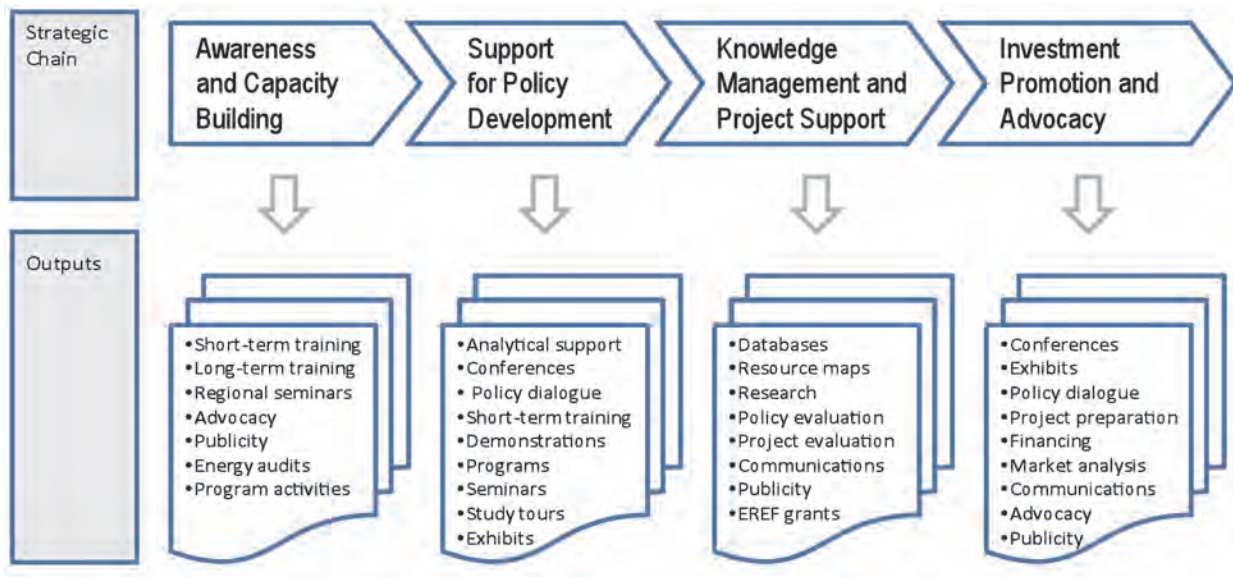 Strategic
Chain
Awareness
and Capacity
Building
Support
for Policy
Development
Knowledge
Management and
Project Support
Investment
Promotion and
Advocacy
Outputs
•Short-term training
•Long-term training
•Regional seminars
•Advocacy
•Publicity
•Energy audits
•Program activities
•Analytical support
•Conferences
•Policy dialogue
•Short-term training
•Demonstrations
•Programs
•Seminars
•Study tours
•Exhibits
•Databases
•Resource maps
•Research
•Policy evaluation
•Project evaluation
•Communications
•Publicity
•EREF grants
•Conferences
•Exhibits
•Policy dialogue
•Project preparation
•Financing
•Market analysis
•Communications
•Advocacy
•Publicity